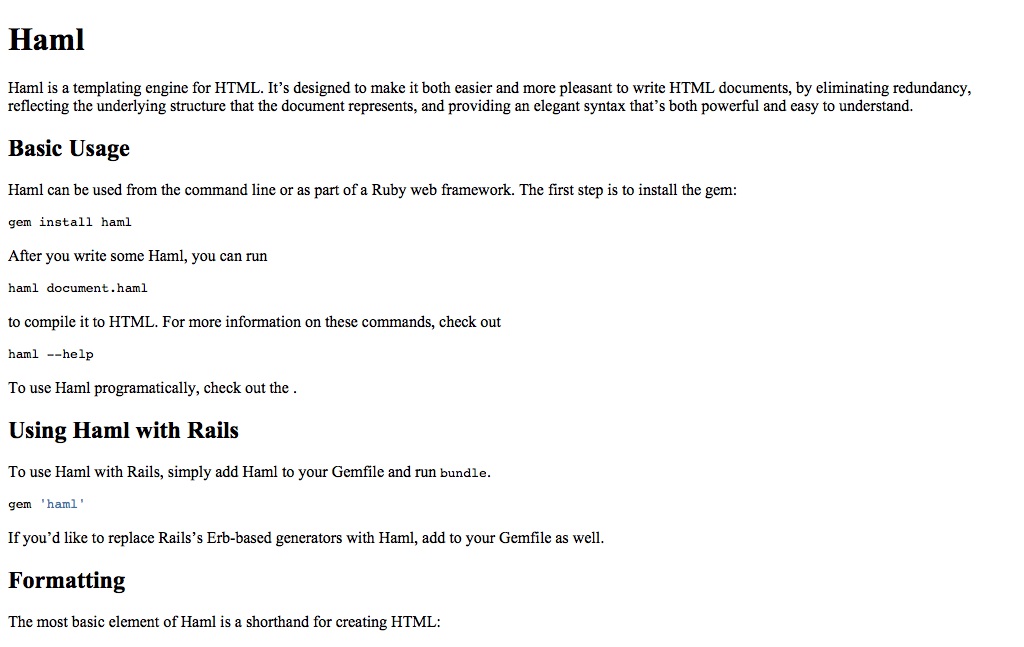 Haml
Haml is a templating engine for HTML. It’s designed to make it both easier and more pleasant to write HTML documents, by eliminating redundancy,
reflecting the underlying structure that the document represents, and providing an elegant syntax that’s both powerful and easy to understand.
Basic Usage
Haml can be used from the command line or as part of a Ruby web framework. The first step is to install the gem:
gem install haml
After you write some Haml, you can run
haml document.haml
to compile it to HTML. For more information on these commands, check out
haml --help
To use Haml programatically, check out the .
Using Haml with Rails
To use Haml with Rails, simply add Haml to your Gemfile and run bundle.
gem 'haml'
If you’d like to replace Rails’s Erb-based generators with Haml, add to your Gemfile as well.
Formatting
The most basic element of Haml is a shorthand for creating HTML: